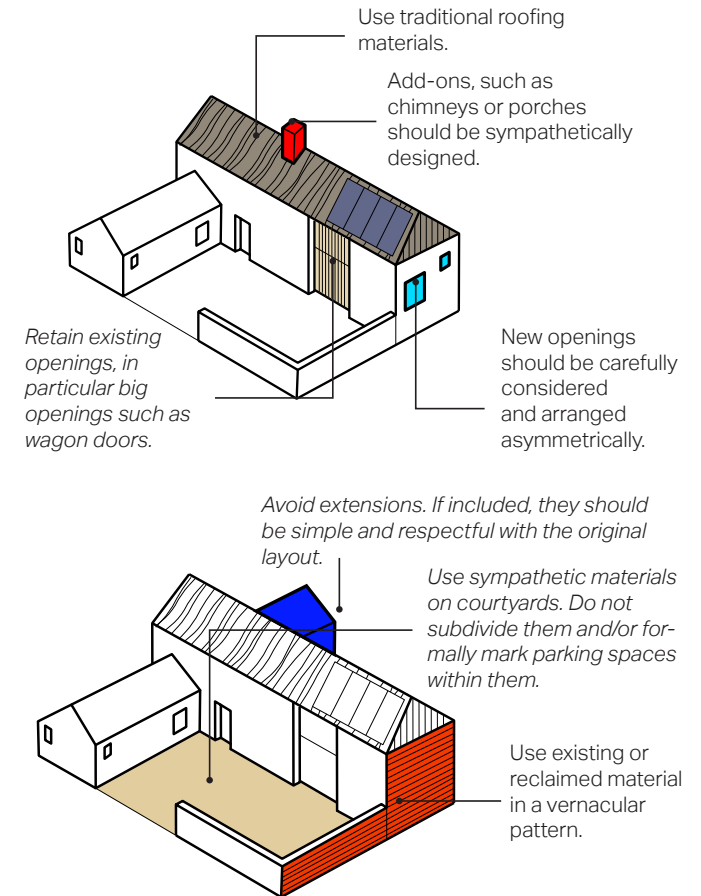 Use traditional roofing
materials.
Add-ons, such as
chimneys or porches
should be sympathetically
designed.
Retain existing
openings, in
particular big
openings such as
wagon doors.
New openings
should be carefully
considered
and arranged
asymmetrically.
Avoid extensions. If included, they should
be simple and respectful with the original
layout.
Use sympathetic materials
on courtyards. Do not
subdivide them and/or for-
mally mark parking spaces
within them.
Use existing or
reclaimed material
in a vernacular
pattern.